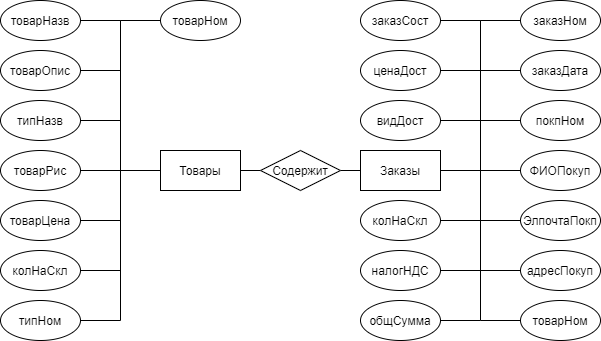 товарНазв
товарНом
заказСост
заказНом
товарОпис
ценаДост
заказДата
типНазв
видДост
покпНом
товарРис
Товары
Содержит
Заказы
ФИОПокуп
товарЦена
колНаСкл
ЭлпочтаПокп
колНаСкл
налогНДС
адресПокуп
типНом
общСумма
товарНом